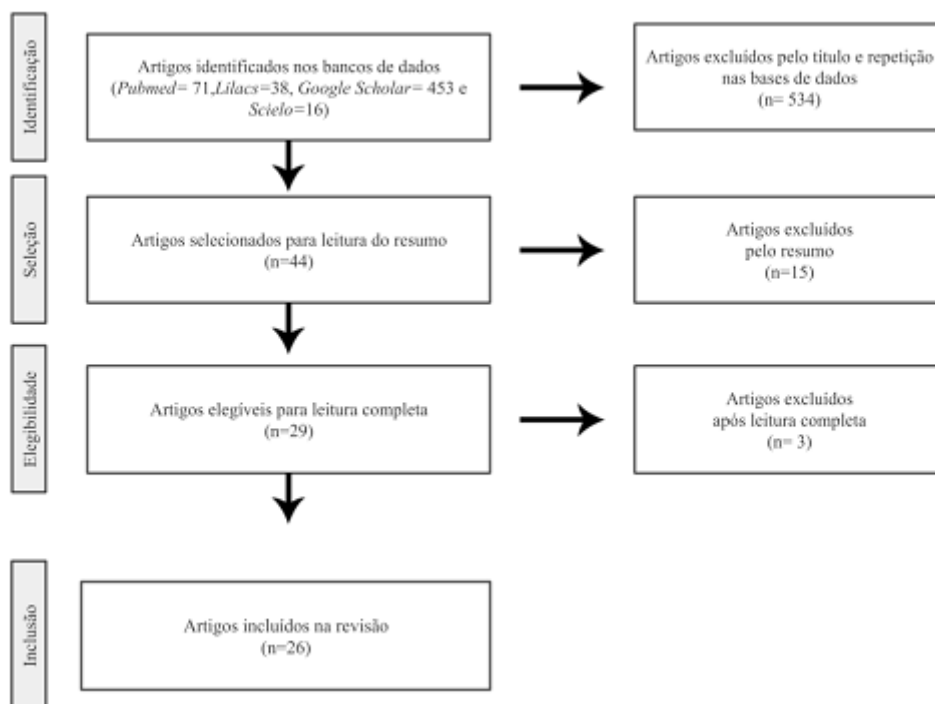 Identificação
Artigos identificados nos bancos de dados
(Pubmed= 71,Lilacs=38, Google Scholar= 453 e
Scielo=16)
Artigos excluídos pelo título e repetição
nas bases de dados
(n= 534)
Seleção
Artigos selecionados para leitura do resumo
(n=44)
Artigos excluídos
pelo resumo
(n=15)
Elegibilidade
Artigos elegíveis para leitura completa
(n=29)
Artigos excluídos
após leitura completa
(n= 3)
Inclusão
Artigos incluídos na revisão
(n=26)